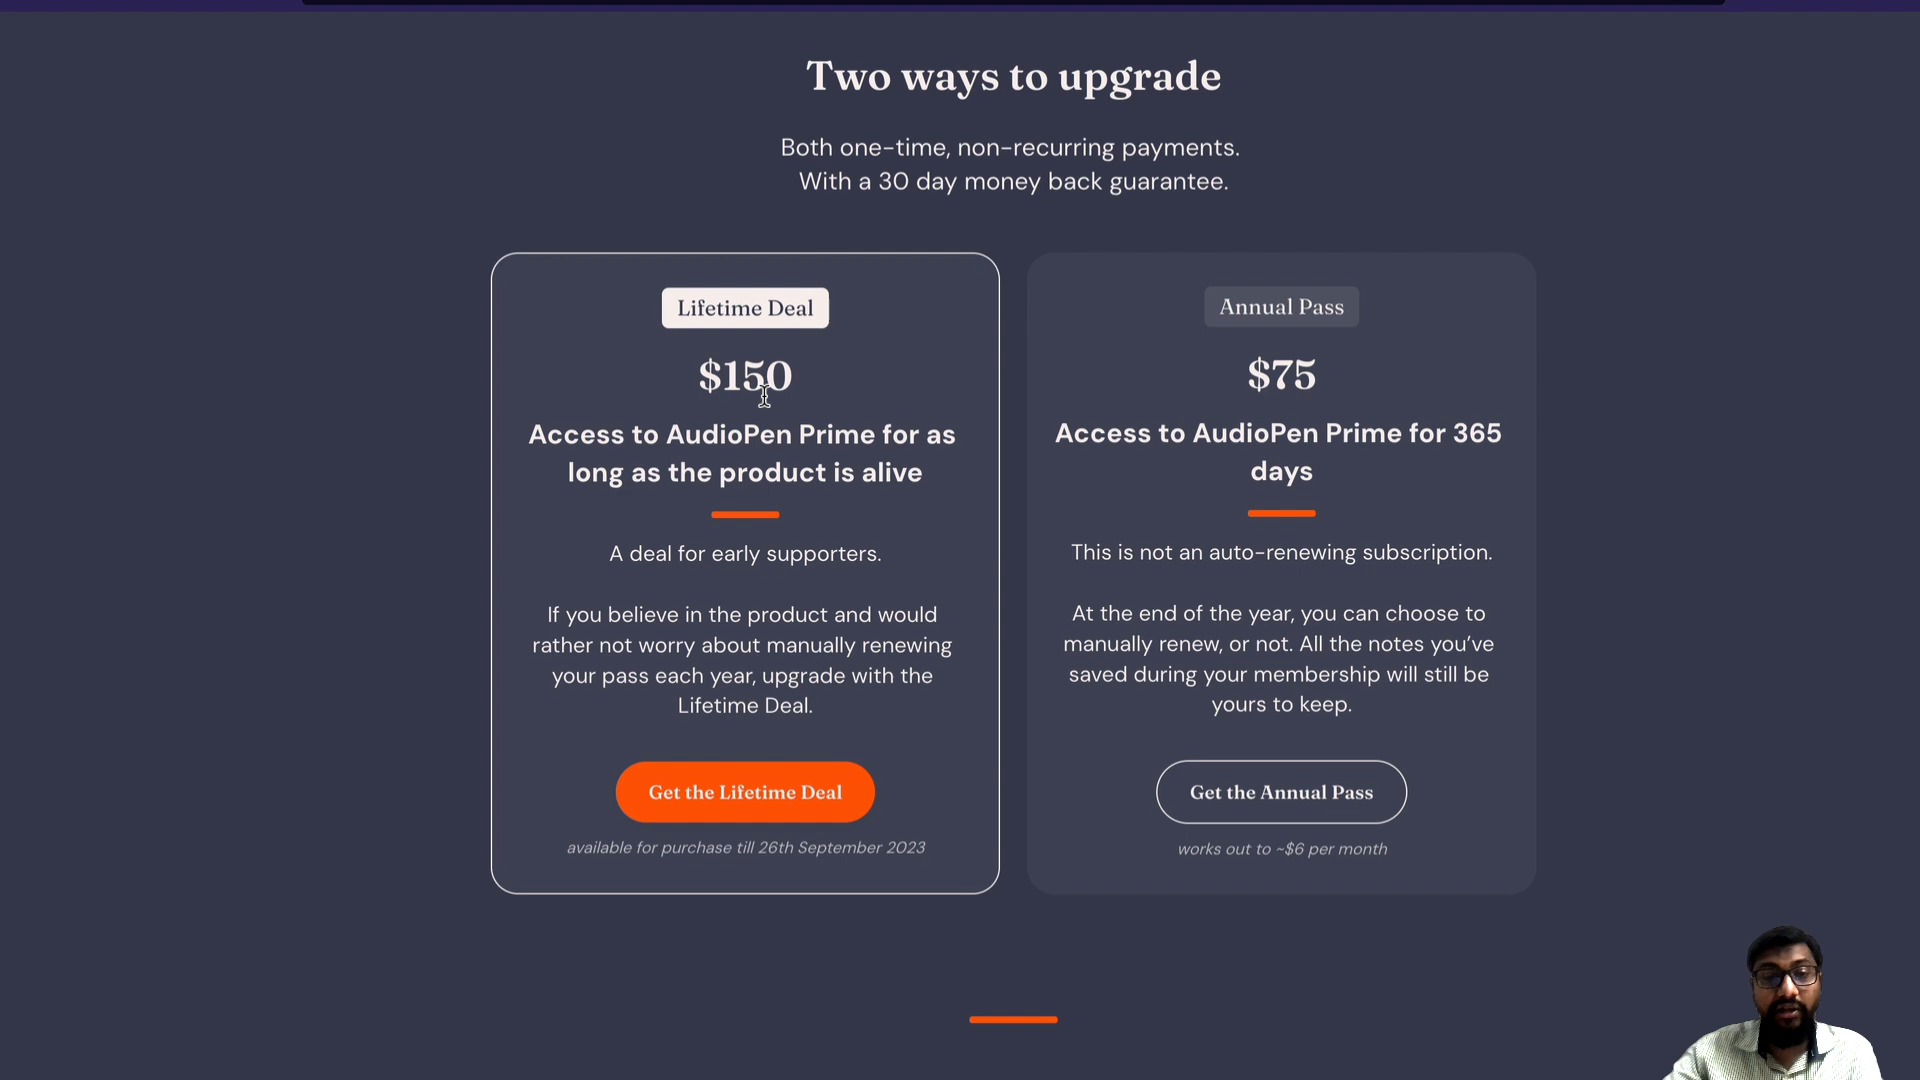 Two ways to upgrade
Both one-time, non-recurring payments.
With a 30 day money back guarantee.
Lifetime Deal
$150
Access to AudioPen Prime for as
long as the product is alive
A deal for early supporters.
If you believe in the product and would
rather not worry about manually renewing
your pass each year, upgrade with the
Lifetime Deal.
Get the Lifetime Deal
available for purchase till 26th September 2023
Annual Pass
$75
Access to AudioPen Prime for 365
days
This is not an auto-renewing subscription.
At the end of the year, you can choose to
manually renew, or not. All the notes you’ve
saved during your membership will still be
yours to keep.
Get the Annual Pass
works out to ~$6 per month